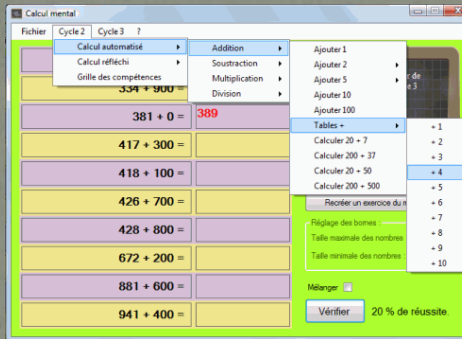 Calcul mental
Fichier Cycle 2 Cycle 3 ?
Calcul automatisé
Calcul réfléchi
Grille des compétences
Addition
Soustraction
Multiplication
Division
Ajouter 1
Ajouter 2
Ajouter 5
Ajouter 10
Ajouter 100
Tables +
Calculer 20 + 7
Calculer 200 + 37
Calculer 20 + 50
Calculer 200 + 500
+ 1
+ 2
+ 3
+ 4
+ 5
+ 6
+ 7
+ 8
+ 9
+ 10
334 + 900 =
381 + 0 = 389
417 + 300 =
418 + 100 =
426 + 700 =
428 + 800 =
672 + 200 =
881 + 600 =
941 + 400 =
Recréer un exercice du m
Réglage des bornes :
Taille maximale des nombres
Taille minimale des nombres :
Mélanger
Vérifier 20 % de réussite.